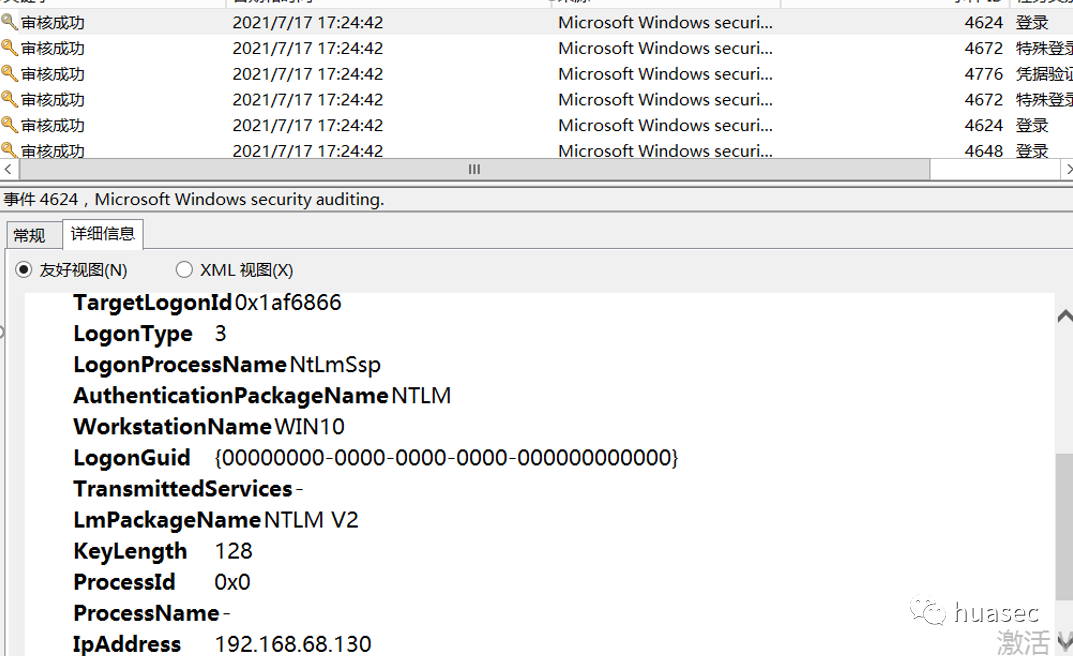 审核成功 2021/7/17 17:24:42 Microsoft Windows securi... 4624 登录
审核成功 2021/7/17 17:24:42 Microsoft Windows securi... 4672 特殊登录
审核成功 2021/7/17 17:24:42 Microsoft Windows securi... 4776 凭据验证
审核成功 2021/7/17 17:24:42 Microsoft Windows securi... 4672 特殊登录
审核成功 2021/7/17 17:24:42 Microsoft Windows securi... 4624 登录
审核成功 2021/7/17 17:24:42 Microsoft Windows securi... 4648 登录
事件 4624，Microsoft Windows security auditing.
常规 详细信息
友好视图(N) XML 视图(X)
TargetLogonId 0x1af6866
LogonType 3
LogonProcessName NtLmSsp
AuthenticationPackageName NTLM
WorkstationName WIN10
LogonGuid {00000000-0000-0000-0000-000000000000}
TransmittedServices -
LmPackageName NTLM V2
KeyLength 128
ProcessId 0x0
ProcessName -
huasec
IpAddress 192.168.68.130
激活